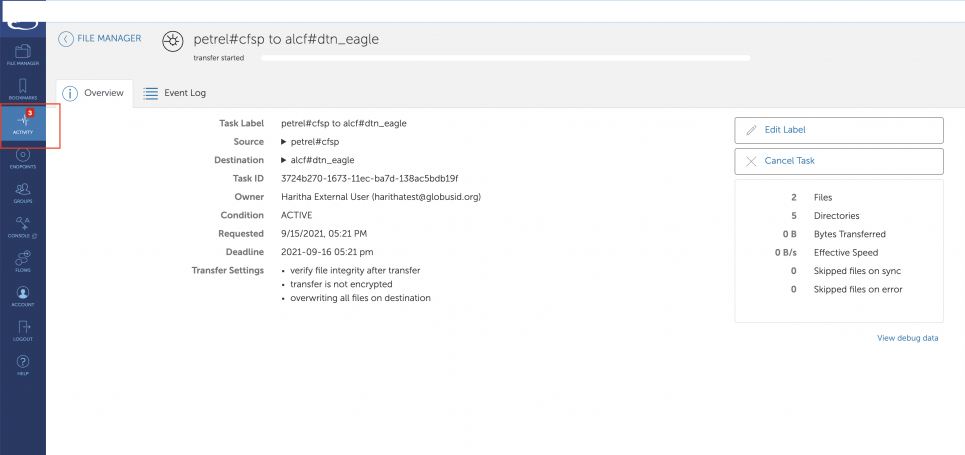 FILE MANAGER
petrel#cfsp to alcf#dtn_eagle
transfer started
FILE MANAGER
BOOKMARKS
3
ACTIVITY
ENDPOINTS
GROUPS
CONSOLE
FLOWS
ACCOUNT
LOGOUT
HELP
Overview
Event Log
Task Label petrel#cfsp to alcf#dtn_eagle
Source petrel#cfsp
Destination alcf#dtn_eagle
Task ID 3724b270-1673-11ec-ba7d-138ac5bdb19f
Owner Haritha External User (harithatest@globusid.org)
Condition ACTIVE
Requested 9/15/2021, 05:21 PM
Deadline 2021-09-16 05:21 pm
Transfer Settings • verify file integrity after transfer
• transfer is not encrypted
• overwriting all files on destination
Edit Label
Cancel Task
2 Files
5 Directories
0 B Bytes Transferred
0 B/s Effective Speed
0 Skipped files on sync
0 Skipped files on error
View debug data